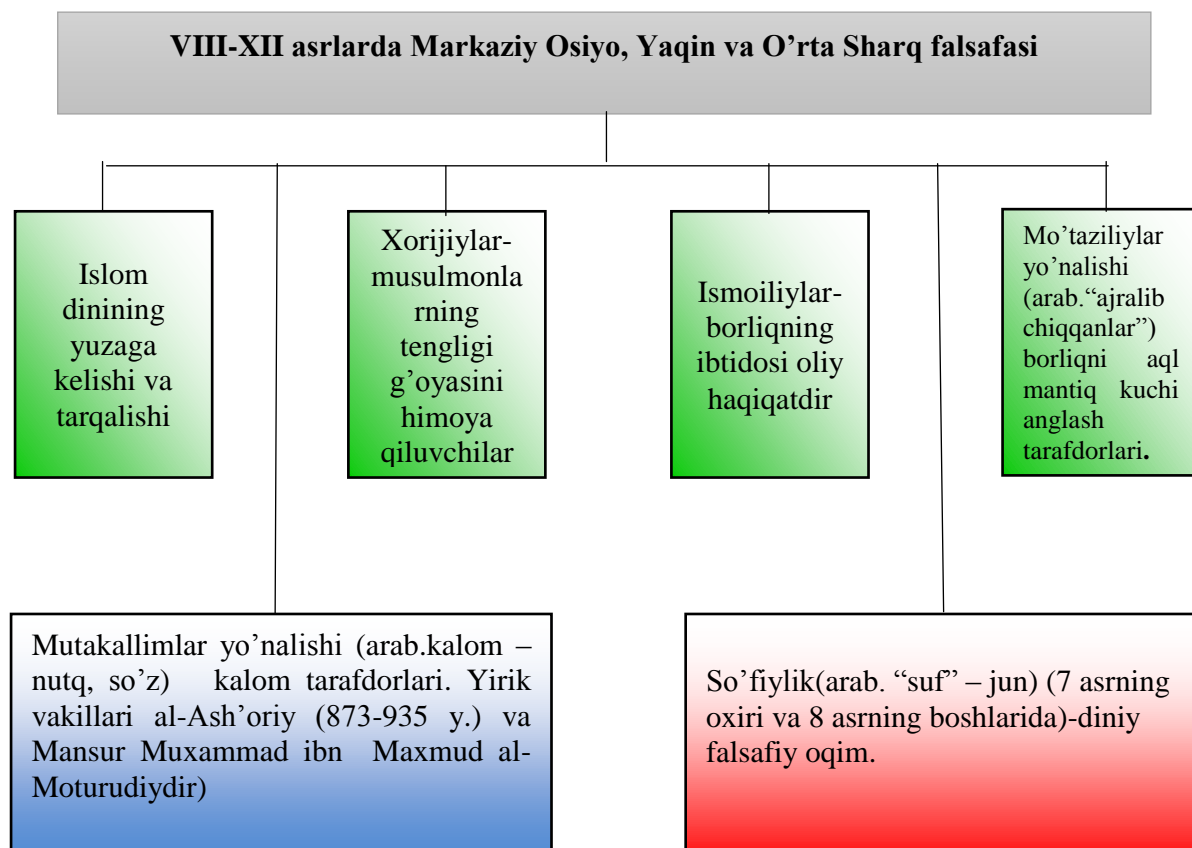 VIII-XII asrlarda Markaziy Osiyo, Yaqin va O’rta Sharq falsafasi
Islom
dinining
yuzaga
kelishi va
tarqalishi
Xorijiylar-
musulmonla
rning
tengligi
g’oyasini
himoya
qiluvchilar
Ismoiliylar-
borliqning
ibtidosi oliy
haqiqatdir
Mo’taziliylar
yo’nalishi
(arab.“ajralib
chiqqanlar”)
borliqni aql
mantiq kuchi
anglash
tarafdorlari.
Mutakallimlar yo’nalishi (arab.kalom –
nutq, so’z) kalom tarafdorlari. Yirik
vakillari al-Ash’oriy (873-935 y.) va
Mansur Muxammad ibn Maxmud al-
Moturudiydir)
So’fiylik(arab. “suf” – jun) (7 asrning
oxiri va 8 asrning boshlarida)-diniy
falsafiy oqim.